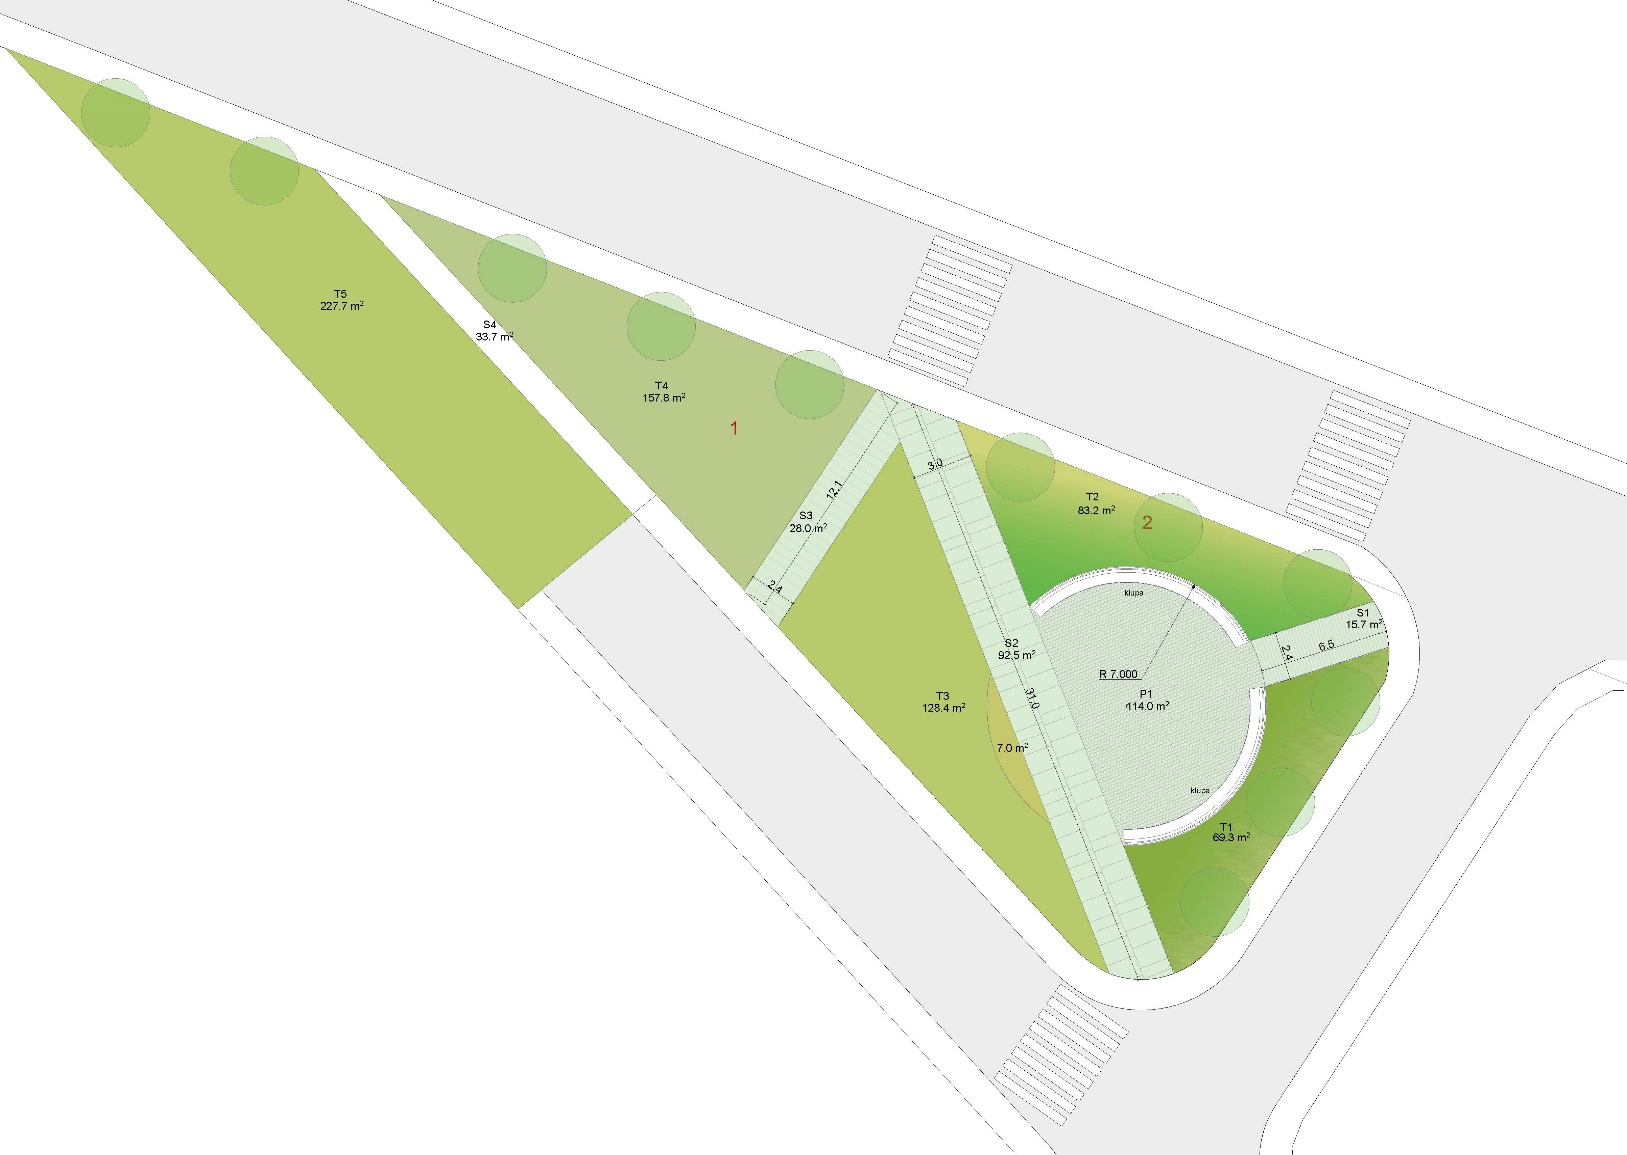 T5
227.7 m²
S4
33.7 m²
T4
157.8 m²
1
S3
28.0 m²
12.1
2.4
3.0
T2
83.2 m²
2
klupa
S1
15.7 m²
6.5
2.4
S2
92.5 m²
R 7.000
P1
114.0 m²
31.0
T3
128.4 m²
7.0 m²
klupa
T1
69.3 m²